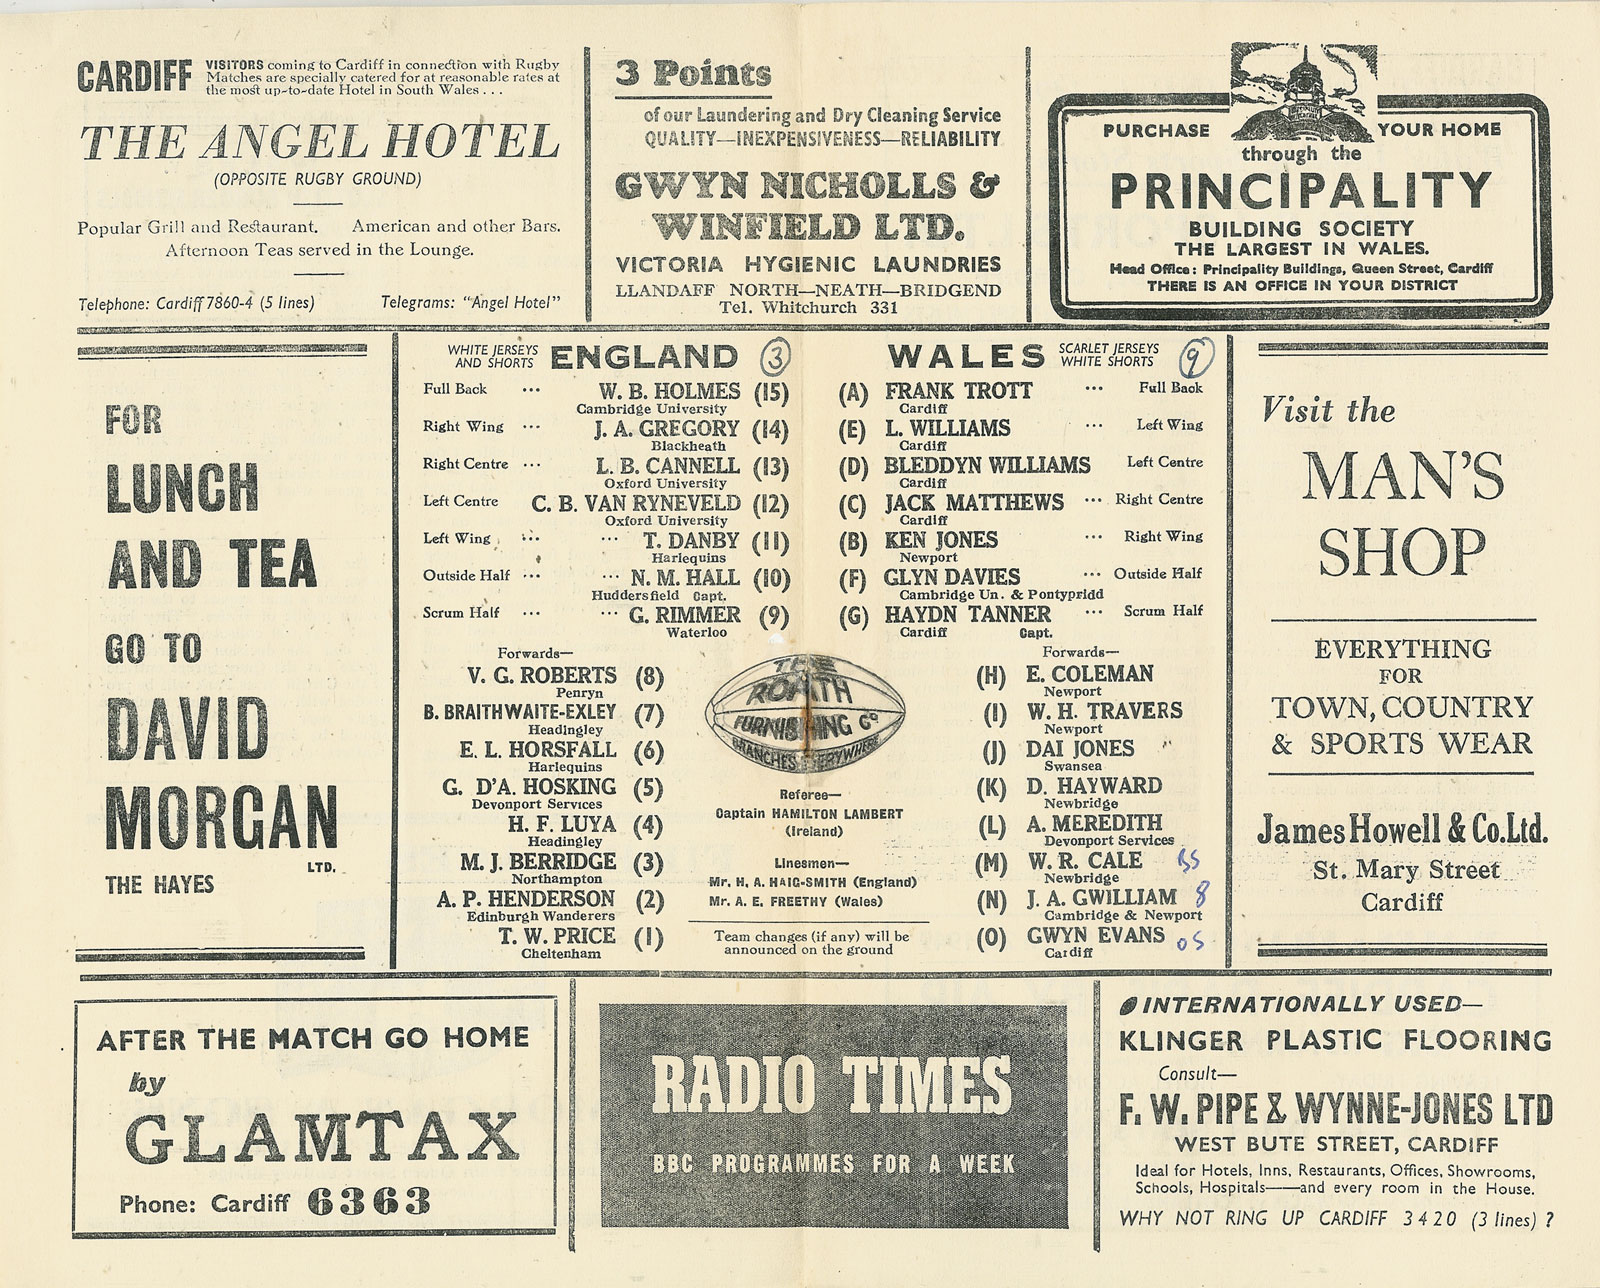 CARDIFF VISITORS coming to Cardiff in connection with Rugby
Matches are specially catered for at reasonable rates at
the most up-to-date Hotel in South Wales . . .
THE ANGEL HOTEL
(OPPOSITE RUGBY GROUND)
Popular Grill and Restaurant. American and other Bars.
Afternoon Teas served in the Lounge.
Telephone: Cardiff 7860-4 (5 lines) Telegrams: "Angel Hotel"
3 Points
of our Laundering and Dry Cleaning Service
QUALITY—INEXPENSIVENESS—RELIABILITY
GWYN NICHOLLS &
WINFIELD LTD.
VICTORIA HYGIENIC LAUNDRIES
LLANDAFF NORTH—NEATH—BRIDGEND
Tel. Whitchurch 331
PURCHASE YOUR HOME
through the
PRINCIPALITY
BUILDING SOCIETY
THE LARGEST IN WALES.
Head Office: Principality Buildings, Queen Street, Cardiff
THERE IS AN OFFICE IN YOUR DISTRICT
FOR
LUNCH
AND TEA
GO TO
DAVID
MORGAN
LTD.
THE HAYES
WHITE JERSEYS
AND SHORTS
ENGLAND 3
Full Back ... W. B. HOLMES (15)
Cambridge University
Right Wing ... J. A. GREGORY (14)
Blackheath
Right Centre ... L. B. CANNELL (13)
Oxford University
Left Centre C. B. VAN RYNEVELD (12)
Oxford University
Left Wing ... ... T. DANBY (11)
Harlequins
Outside Half ... ... N. M. HALL (10)
Huddersfield Capt.
Scrum Half ... ... G. RIMMER (9)
Waterloo
Forwards—
V. G. ROBERTS (8)
Penryn
B. BRAITHWAITE-EXLEY (7)
Headingley
E. L. HORSFALL (6)
Harlequins
G. D'A. HOSKING (5)
Devonport Services
H. F. LUYA (4)
Headingley
M. J. BERRIDGE (3)
Northampton
A. P. HENDERSON (2)
Edinburgh Wanderers
T. W. PRICE (1)
Cheltenham
THE
ROATH
FURNISHING Co
BRANCHES EVERYWHERE
Referee—
Captain HAMILTON LAMBERT
(Ireland)
Linesmen—
Mr. H. A. HAIG-SMITH (England)
Mr. A. E. FREETHY (Wales)
Team changes (if any) will be
announced on the ground
WALES SCARLET JERSEYS
WHITE SHORTS
9
(A) FRANK TROTT ... Full Back
Cardiff
(E) L. WILLIAMS ... Left Wing
Cardiff
(D) BLEDDYN WILLIAMS Left Centre
Cardiff
(C) JACK MATTHEWS ... Right Centre
Cardiff
(B) KEN JONES ... Right Wing
Newport
(F) GLYN DAVIES ... Outside Half
Cambridge Un. & Pontypridd
(G) HAYDN TANNER ... Scrum Half
Cardiff Capt.
Forwards—
(H) E. COLEMAN
Newport
(I) W. H. TRAVERS
Newport
(J) DAI JONES
Swansea
(K) D. HAYWARD
Newbridge
(L) A. MEREDITH
Devonport Services
(M) W. R. CALE BS
Newbridge
(N) J. A. GWILLIAM 8
Cambridge & Newport
(O) GWYN EVANS OS
Cardiff
Visit the
MAN'S
SHOP
EVERYTHING
FOR
TOWN, COUNTRY
& SPORTS WEAR
James Howell & Co. Ltd.
St. Mary Street
Cardiff
AFTER THE MATCH GO HOME
by
GLAMTAX
Phone: Cardiff 6363
RADIO TIMES
BBC PROGRAMMES FOR A WEEK
INTERNATIONALLY USED—
KLINGER PLASTIC FLOORING
Consult—
F. W. PIPE & WYNNE-JONES LTD
WEST BUTE STREET, CARDIFF
Ideal for Hotels, Inns, Restaurants, Offices, Showrooms,
Schools, Hospitals——and every room in the House.
WHY NOT RING UP CARDIFF 3420 (3 lines) ?